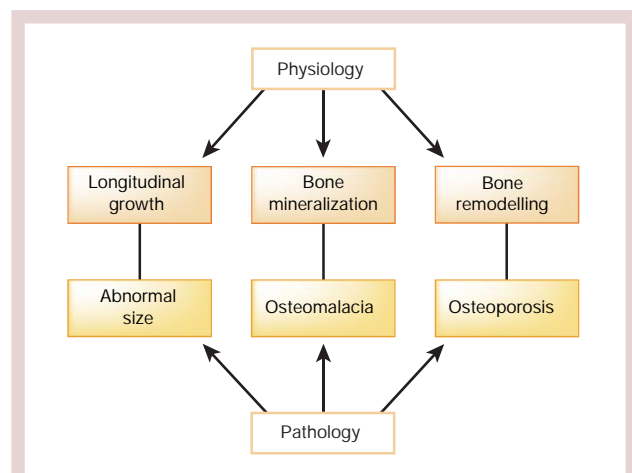 Physiology
Longitudinal
growth
Bone
mineralization
Bone
remodelling
Abnormal
size
Osteomalacia
Osteoporosis
Pathology